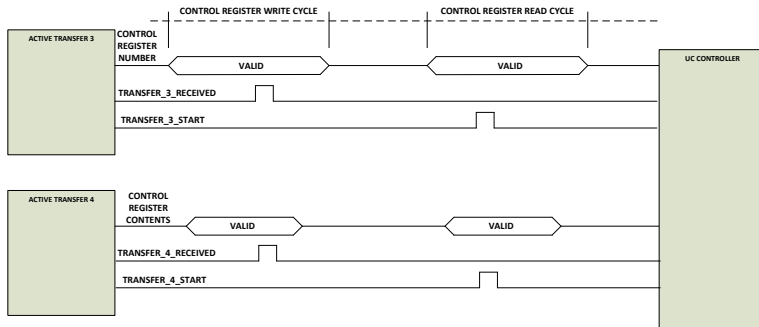 CONTROL REGISTER WRITE CYCLE
CONTROL REGISTER READ CYCLE
ACTIVE TRANSFER 3
CONTROL
REGISTER
NUMBER
VALID
VALID
UC CONTROLLER
TRANSFER_3_RECEIVED
TRANSFER_3_START
ACTIVE TRANSFER 4
CONTROL
REGISTER
CONTENTS
VALID
VALID
TRANSFER_4_RECEIVED
TRANSFER_4_START